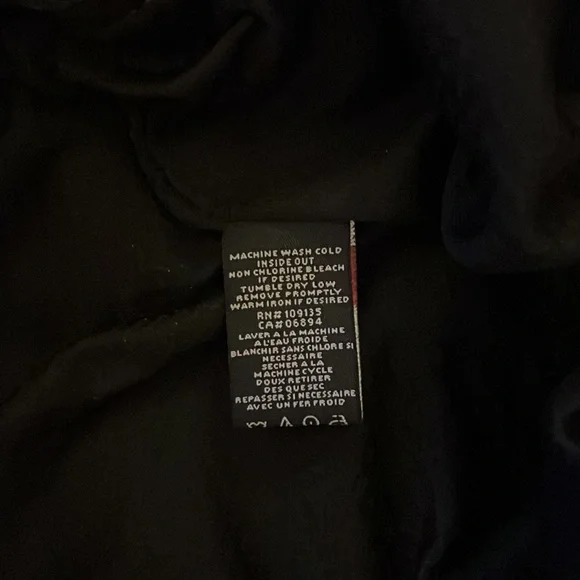 MACHINE WASH COLD
INSIDE OUT
NON CHLORINE BLEACH
IF DESIRED
TUMBLE DRY LOW
REMOVE PROMPTLY
WARM IRON IF DESIRED
RN# 109135
CA# 06894
LAVER A LA MACHINE
A L'EAU FROIDE
BLANCHIR SANS CHLORE SI
NECESSAIRE
SECHER A LA
MACHINE CYCLE
DOUX RETIRER
DES QUE SEC
REPASSER SI NECESSAIRE
AVEC UN FER FROID